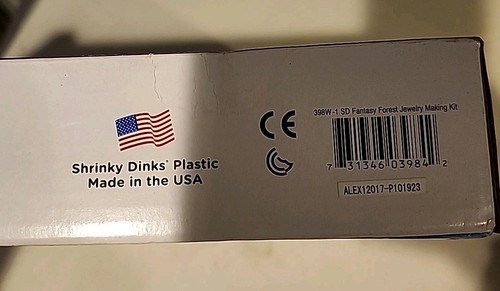 398W-1 SD Fantasy Forest Jewelry Making Kit
CE
Shrinky Dinks® Plastic
Made in the USA
7 31346 03984 2
ALEX12017-P101923